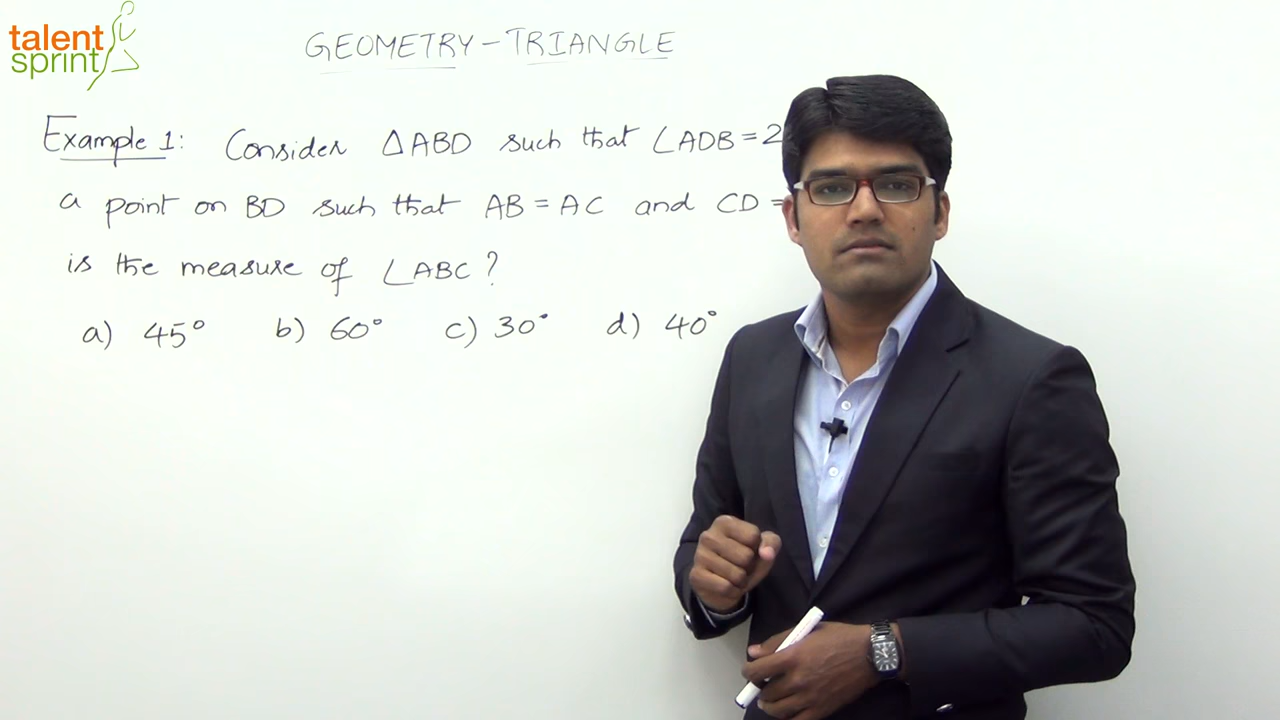 talent
sprint
GEOMETRY - TRIANGLE
Example 1: Consider △ABD such that ∠ADB = 2
a point on BD such that AB = AC and CD =
is the measure of ∠ABC?
a) 45° b) 60° c) 30° d) 40°